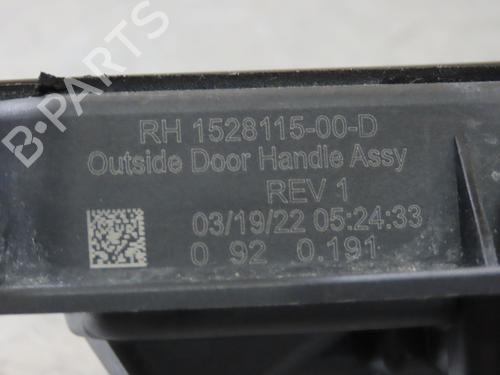 RH 1528115-00-D
Outside Door Handle Assy
REV 1
03/19/22 05:24:33
0 92 0.191